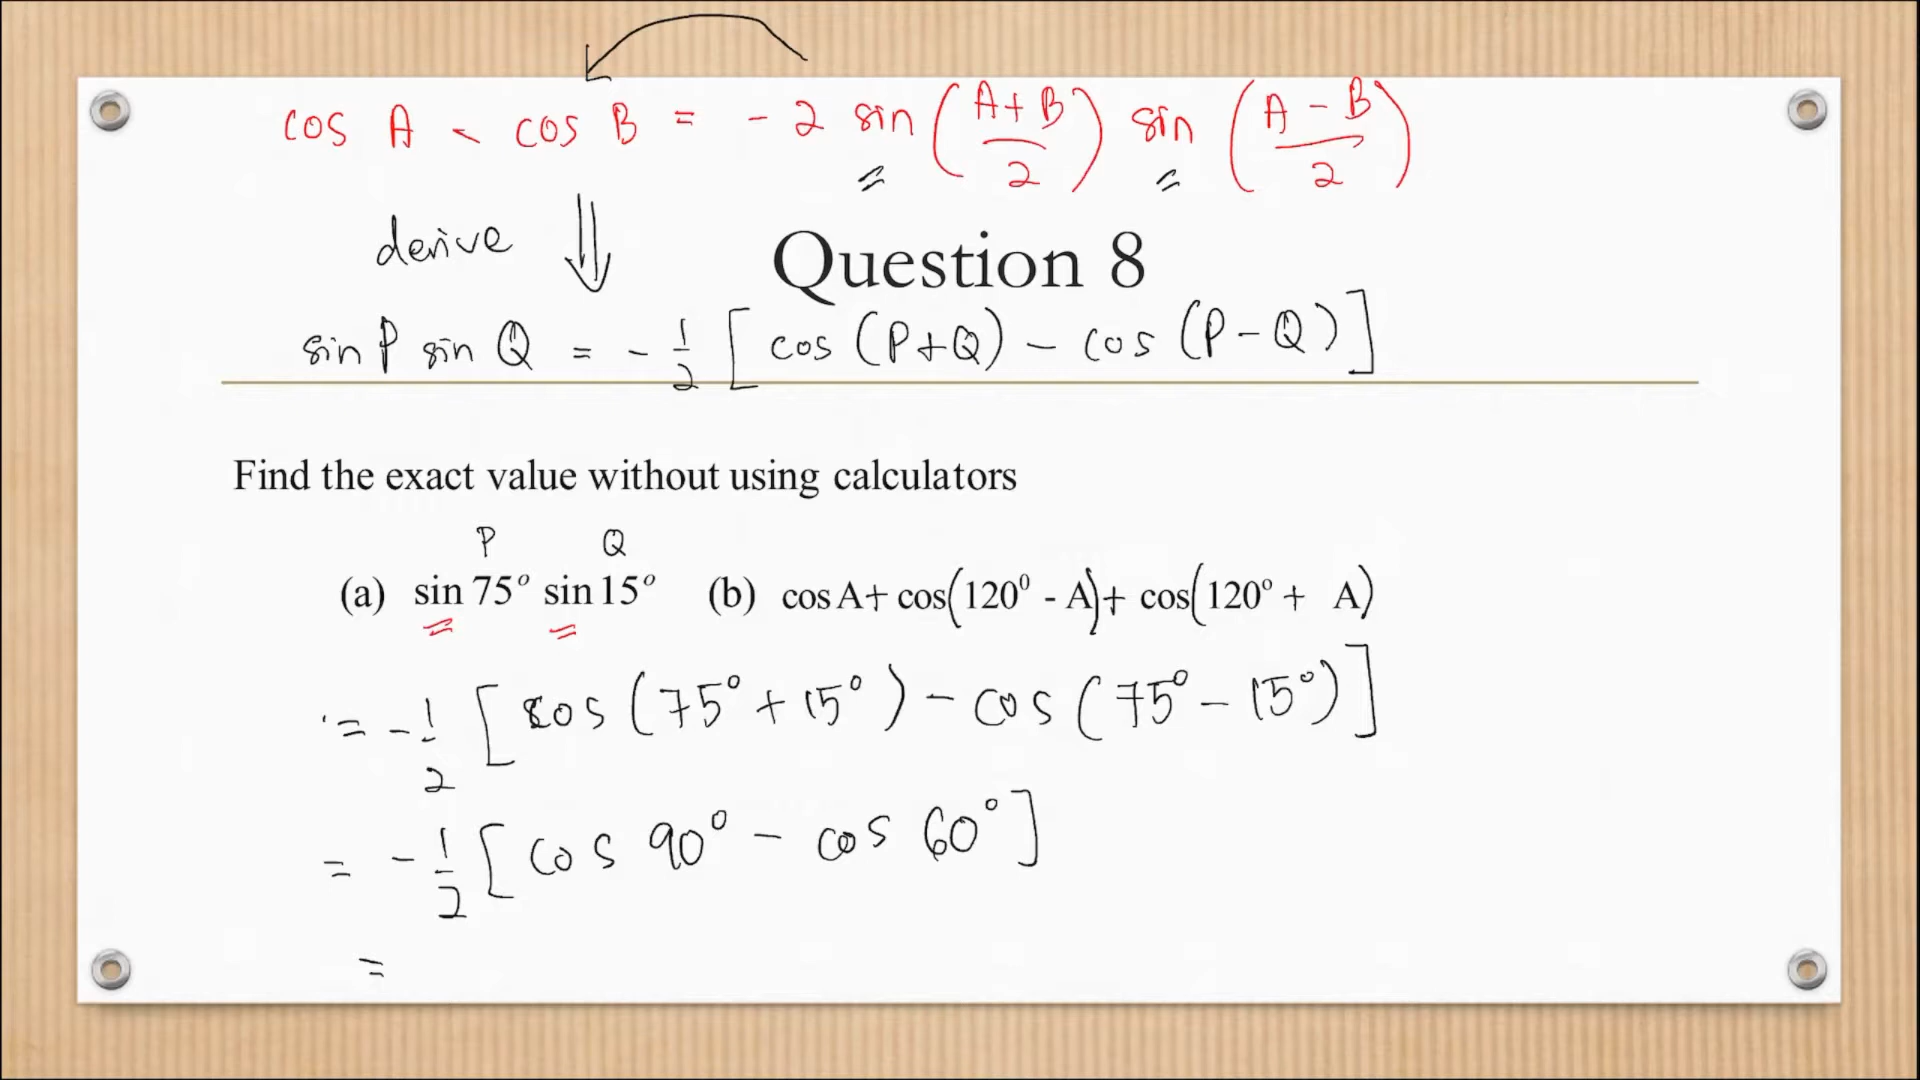 cos A - cos B = - 2 sin (A+B/2) sin (A - B/2)
derive ⇓
Question 8
sin P sin Q = - 1/2 [ cos (P+Q) - cos (P-Q) ]
Find the exact value without using calculators
P Q
(a) sin 75° sin 15° (b) cos A+ cos(120⁰ - A)+ cos(120° + A)
= - 1/2 [ cos (75° + 15°) - cos (75° - 15°) ]
= - 1/2 [ cos 90° - cos 60° ]
=